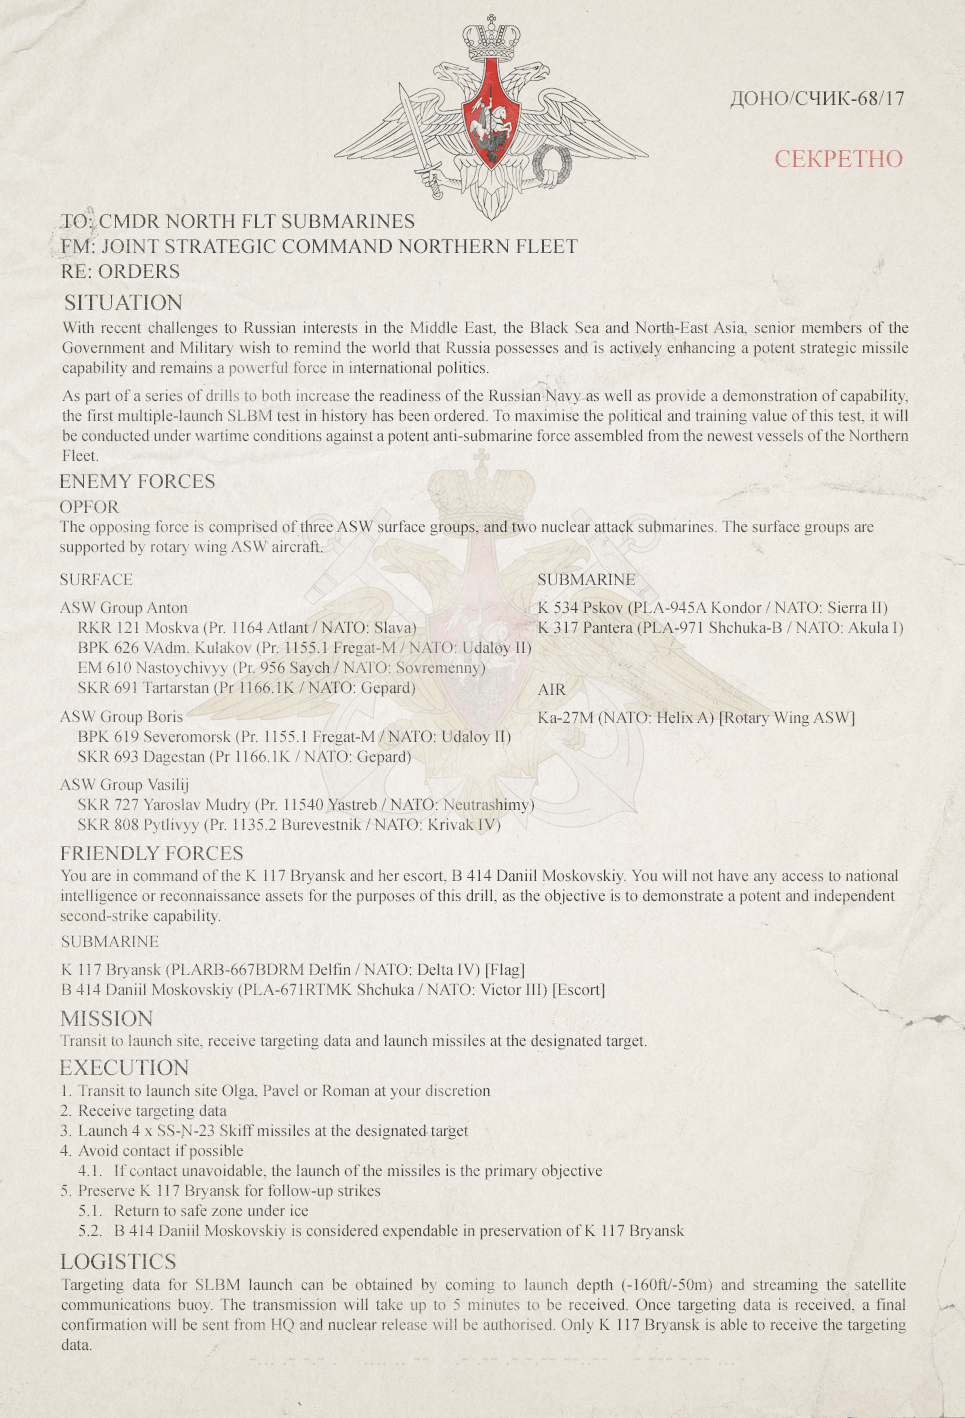 ДОНО/СЧИК-68/17
СЕКРЕТНО
TO: CMDR NORTH FLT SUBMARINES
FM: JOINT STRATEGIC COMMAND NORTHERN FLEET
RE: ORDERS
SITUATION
With recent challenges to Russian interests in the Middle East, the Black Sea and North-East Asia, senior members of the
Government and Military wish to remind the world that Russia possesses and is actively enhancing a potent strategic missile
capability and remains a powerful force in international politics.
As part of a series of drills to both increase the readiness of the Russian Navy as well as provide a demonstration of capability,
the first multiple-launch SLBM test in history has been ordered. To maximise the political and training value of this test, it will
be conducted under wartime conditions against a potent anti-submarine force assembled from the newest vessels of the Northern
Fleet.
ENEMY FORCES
OPFOR
The opposing force is comprised of three ASW surface groups, and two nuclear attack submarines. The surface groups are
supported by rotary wing ASW aircraft.
SURFACE
ASW Group Anton
RKR 121 Moskva (Pr. 1164 Atlant / NATO: Slava)
BPK 626 VAdm. Kulakov (Pr. 1155.1 Fregat-M / NATO: Udaloy II)
EM 610 Nastoychivyy (Pr. 956 Saych / NATO: Sovremenny)
SKR 691 Tartarstan (Pr 1166.1K / NATO: Gepard)
ASW Group Boris
BPK 619 Severomorsk (Pr. 1155.1 Fregat-M / NATO: Udaloy II)
SKR 693 Dagestan (Pr 1166.1K / NATO: Gepard)
ASW Group Vasilij
SKR 727 Yaroslav Mudry (Pr. 11540 Yastreb / NATO: Neutrashimy)
SKR 808 Pytlivyy (Pr. 1135.2 Burevestnik / NATO: Krivak IV)
SUBMARINE
K 534 Pskov (PLA-945A Kondor / NATO: Sierra II)
K 317 Pantera (PLA-971 Shchuka-B / NATO: Akula I)
AIR
Ka-27M (NATO: Helix A) [Rotary Wing ASW]
FRIENDLY FORCES
You are in command of the K 117 Bryansk and her escort, B 414 Daniil Moskovskiy. You will not have any access to national
intelligence or reconnaissance assets for the purposes of this drill, as the objective is to demonstrate a potent and independent
second-strike capability.
SUBMARINE
K 117 Bryansk (PLARB-667BDRM Delfin / NATO: Delta IV) [Flag]
B 414 Daniil Moskovskiy (PLA-671RTMK Shchuka / NATO: Victor III) [Escort]
MISSION
Transit to launch site, receive targeting data and launch missiles at the designated target.
EXECUTION
1. Transit to launch site Olga, Pavel or Roman at your discretion
2. Receive targeting data
3. Launch 4 x SS-N-23 Skiff missiles at the designated target
4. Avoid contact if possible
4.1. If contact unavoidable, the launch of the missiles is the primary objective
5. Preserve K 117 Bryansk for follow-up strikes
5.1. Return to safe zone under ice
5.2. B 414 Daniil Moskovskiy is considered expendable in preservation of K 117 Bryansk
LOGISTICS
Targeting data for SLBM launch can be obtained by coming to launch depth (-160ft/-50m) and streaming the satellite
communications buoy. The transmission will take up to 5 minutes to be received. Once targeting data is received, a final
confirmation will be sent from HQ and nuclear release will be authorised. Only K 117 Bryansk is able to receive the targeting
data.